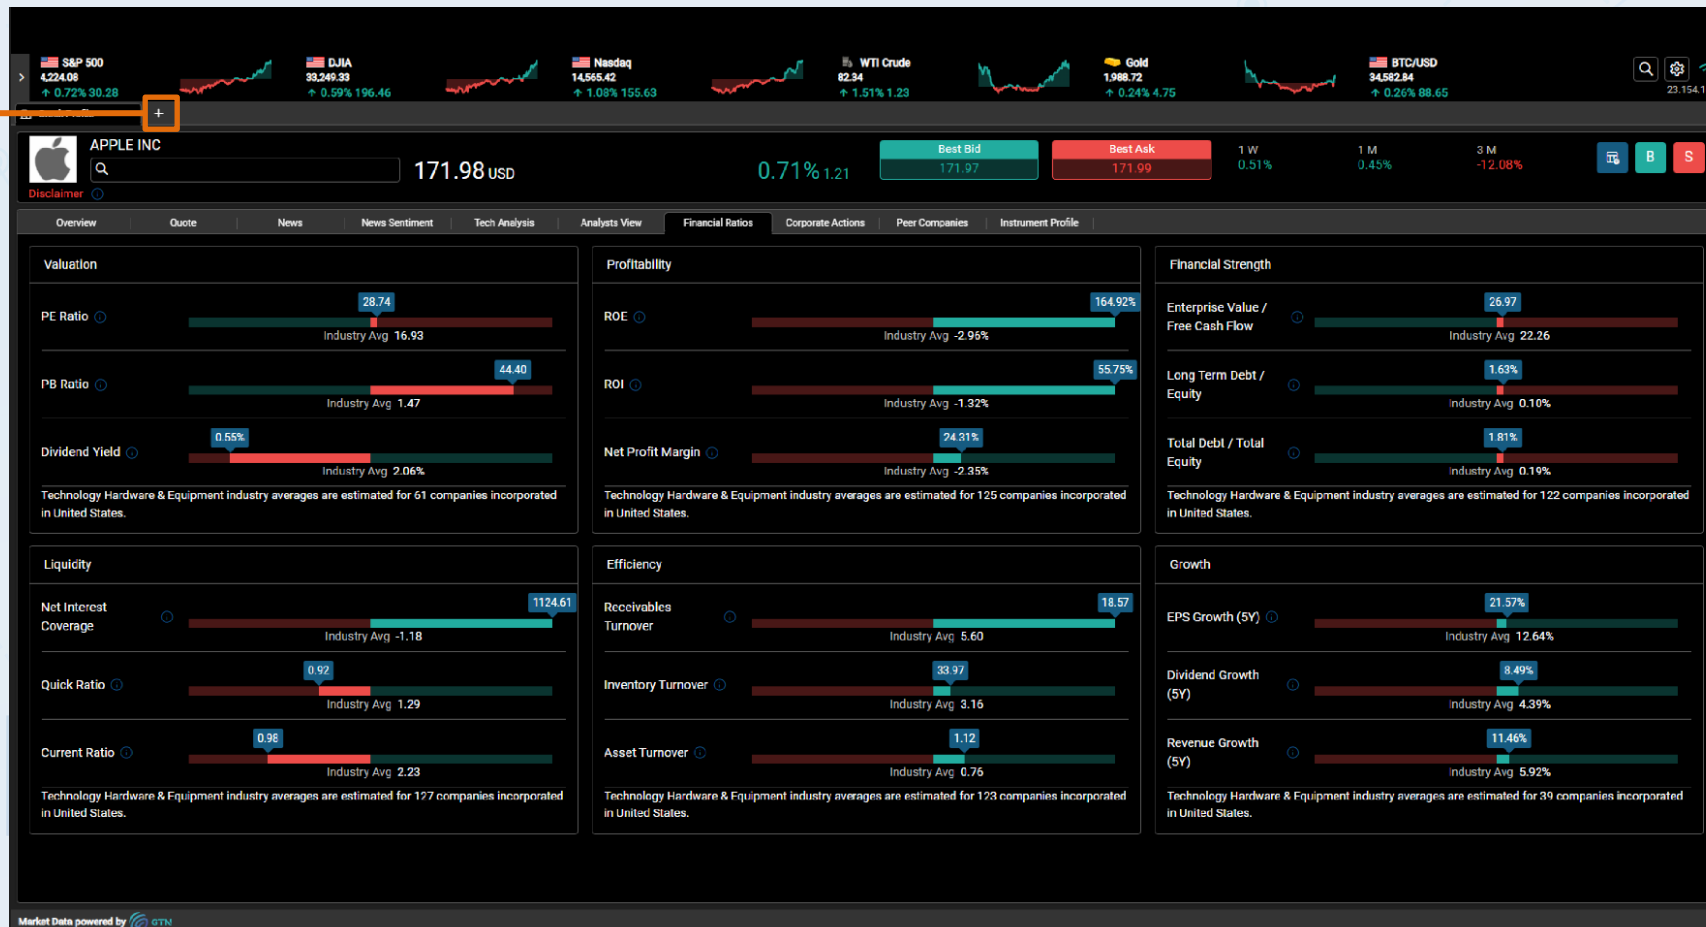 S&P 500
4,224.08
↑ 0.72% 30.28
DJIA
33,249.33
↑ 0.59% 196.46
Nasdaq
14,565.42
↑ 1.08% 155.63
WTI Crude
82.34
↑ 1.51% 1.23
Gold
1,988.72
↑ 0.24% 4.75
BTC/USD
34,582.84
↑ 0.26% 88.65
23.154.1
+
APPLE INC
171.98 USD
0.71% 1.21
Best Bid
171.97
Best Ask
171.99
1 W
0.51%
1 M
0.45%
3 M
-12.08%
B
S
Disclaimer
Overview
Quote
News
News Sentiment
Tech Analysis
Analysts View
Financial Ratios
Corporate Actions
Peer Companies
Instrument Profile
Valuation
PE Ratio
28.74
Industry Avg 16.93
PB Ratio
44.40
Industry Avg 1.47
Dividend Yield
0.55%
Industry Avg 2.06%
Technology Hardware & Equipment industry averages are estimated for 61 companies incorporated
in United States.
Profitability
ROE
164.92%
Industry Avg -2.96%
ROI
55.75%
Industry Avg -1.32%
Net Profit Margin
24.31%
Industry Avg -2.35%
Technology Hardware & Equipment industry averages are estimated for 125 companies incorporated
in United States.
Financial Strength
Enterprise Value /
Free Cash Flow
26.97
Industry Avg 22.26
Long Term Debt /
Equity
1.63%
Industry Avg 0.10%
Total Debt / Total
Equity
1.81%
Industry Avg 0.19%
Technology Hardware & Equipment industry averages are estimated for 122 companies incorporated
in United States.
Liquidity
Net Interest
Coverage
1124.61
Industry Avg -1.18
Quick Ratio
0.92
Industry Avg 1.29
Current Ratio
0.98
Industry Avg 2.23
Technology Hardware & Equipment industry averages are estimated for 127 companies incorporated
in United States.
Efficiency
Receivables
Turnover
18.57
Industry Avg 5.60
Inventory Turnover
33.97
Industry Avg 3.16
Asset Turnover
1.12
Industry Avg 0.76
Technology Hardware & Equipment industry averages are estimated for 123 companies incorporated
in United States.
Growth
EPS Growth (5Y)
21.57%
Industry Avg 12.64%
Dividend Growth
(5Y)
8.49%
Industry Avg 4.39%
Revenue Growth
(5Y)
11.46%
Industry Avg 5.92%
Technology Hardware & Equipment industry averages are estimated for 39 companies incorporated
in United States.
Market Data powered by GTN